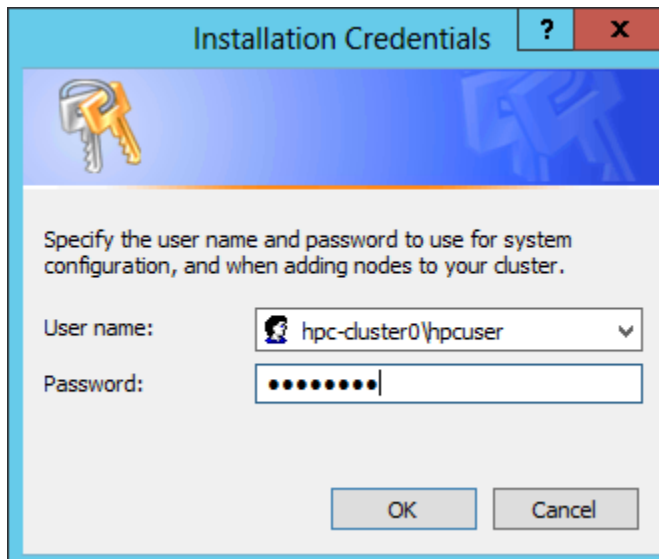 Installation Credentials
?
x
Specify the user name and password to use for system
configuration, and when adding nodes to your cluster.
User name:
hpc-cluster0\hpcuser
Password:
●●●●●●●●
OK
Cancel